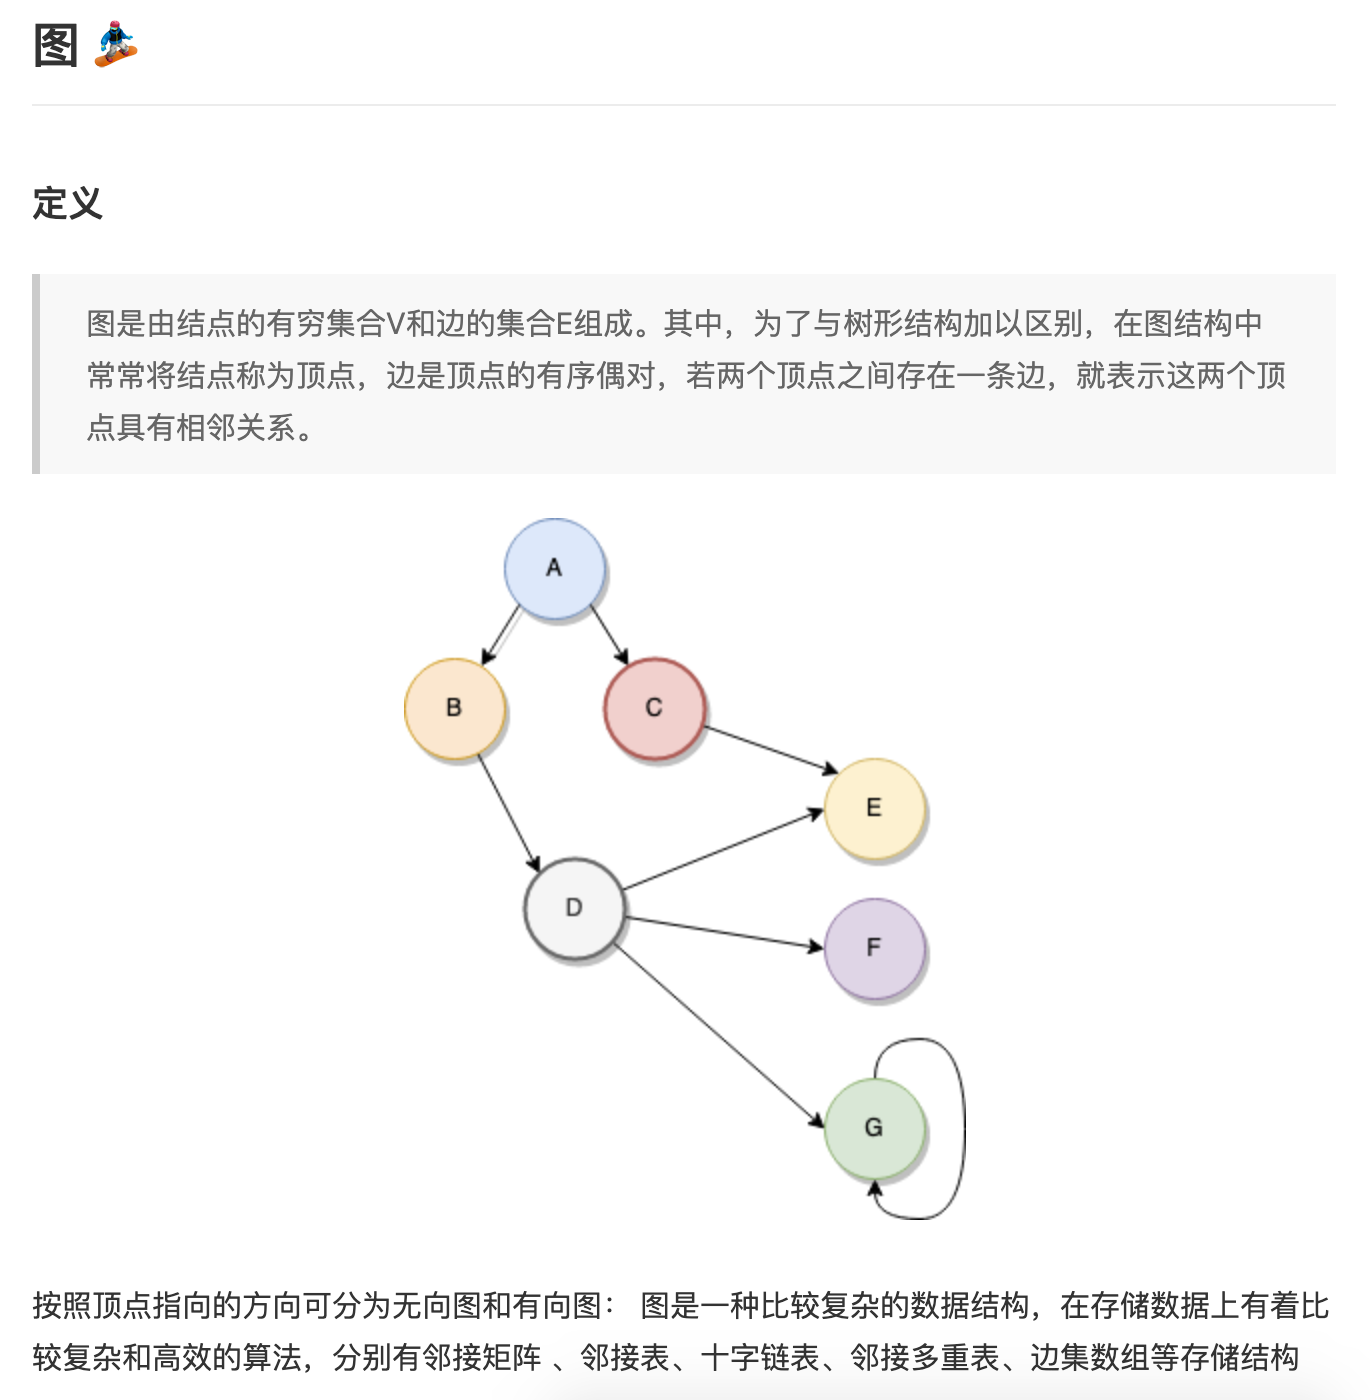 图 🏂
定义
图是由结点的有穷集合V和边的集合E组成。其中，为了与树形结构加以区别，在图结构中
常常将结点称为顶点，边是顶点的有序偶对，若两个顶点之间存在一条边，就表示这两个顶
点具有相邻关系。
A
B
C
E
D
F
G
按照顶点指向的方向可分为无向图和有向图： 图是一种比较复杂的数据结构，在存储数据上有着比
较复杂和高效的算法，分别有邻接矩阵 、邻接表、十字链表、邻接多重表、边集数组等存储结构